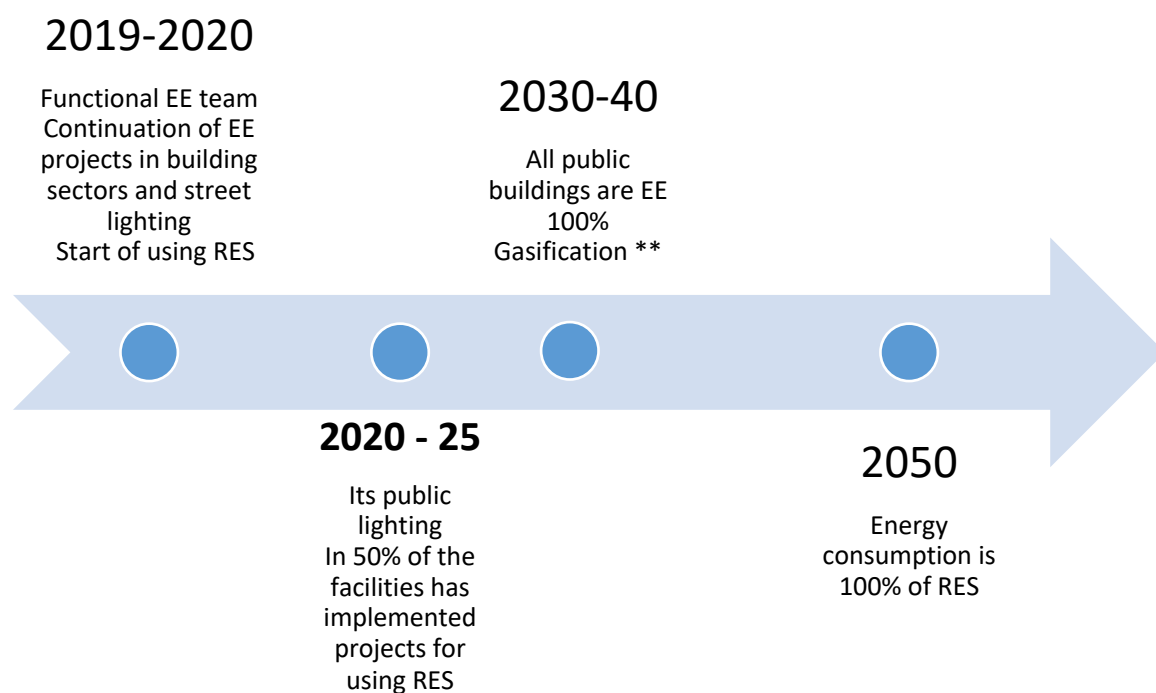 2019-2020
Functional EE team
Continuation of EE
projects in building
sectors and street
lighting
Start of using RES
2020 - 25
Its public
lighting
In 50% of the
facilities has
implemented
projects for
using RES
2030-40
All public
buildings are EE
100%
Gasification **
2050
Energy
consumption is
100% of RES